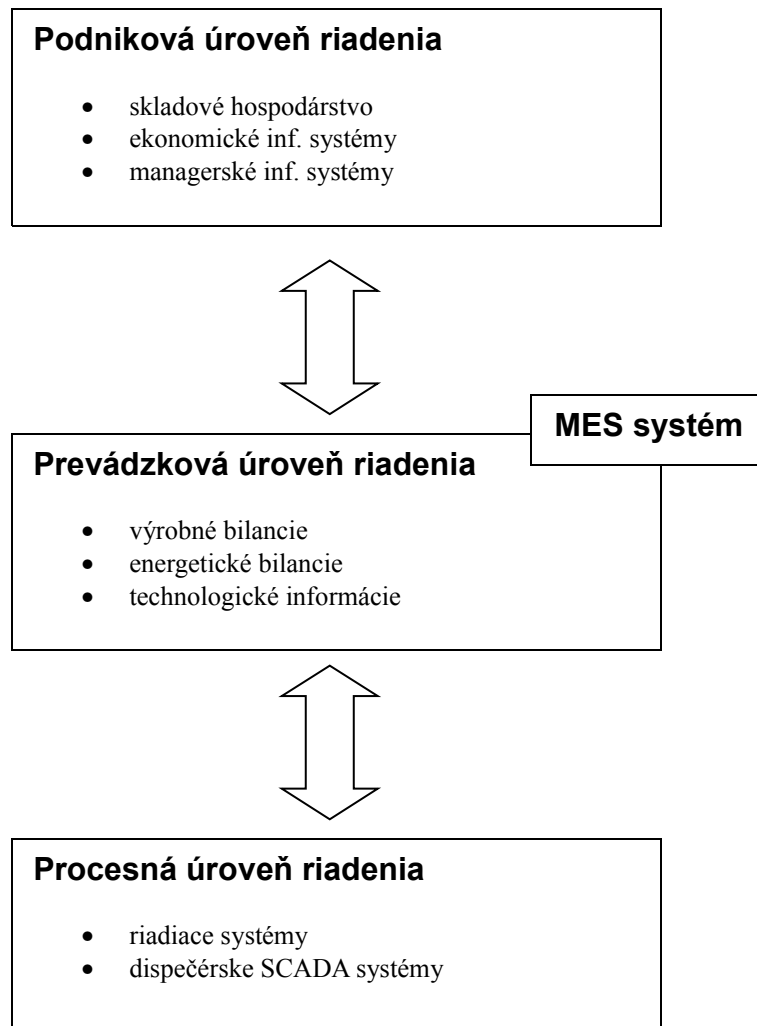 Podniková úroveň riadenia
• skladové hospodárstvo
• ekonomické inf. systémy
• managerské inf. systémy
MES systém
Prevádzková úroveň riadenia
• výrobné bilancie
• energetické bilancie
• technologické informácie
Procesná úroveň riadenia
• riadiace systémy
• dispečérske SCADA systémy